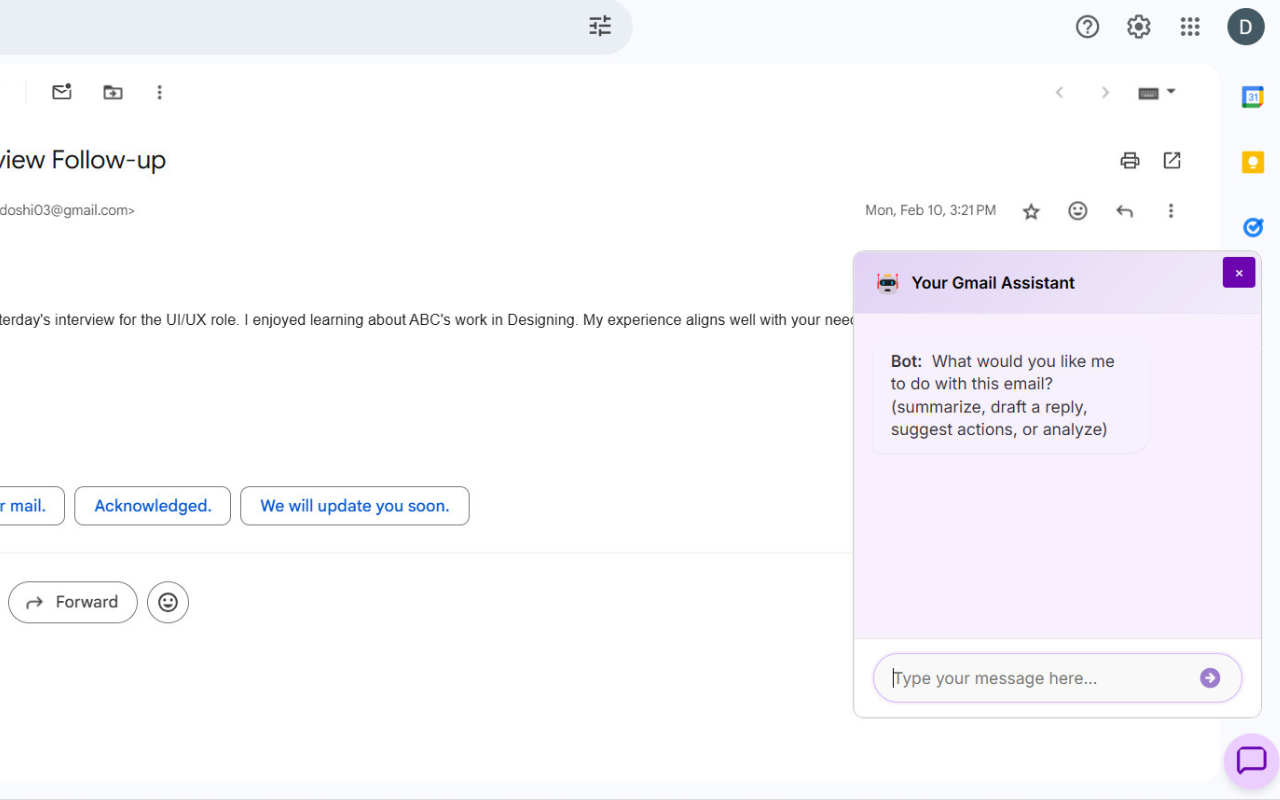 D
31
view Follow-up
doshi03@gmail.com>
Mon, Feb 10, 3:21 PM
Your Gmail Assistant
×
terday's interview for the UI/UX role. I enjoyed learning about ABC's work in Designing. My experience aligns well with your need
Bot: What would you like me
to do with this email?
(summarize, draft a reply,
suggest actions, or analyze)
r mail.
Acknowledged.
We will update you soon.
Forward
Type your message here...